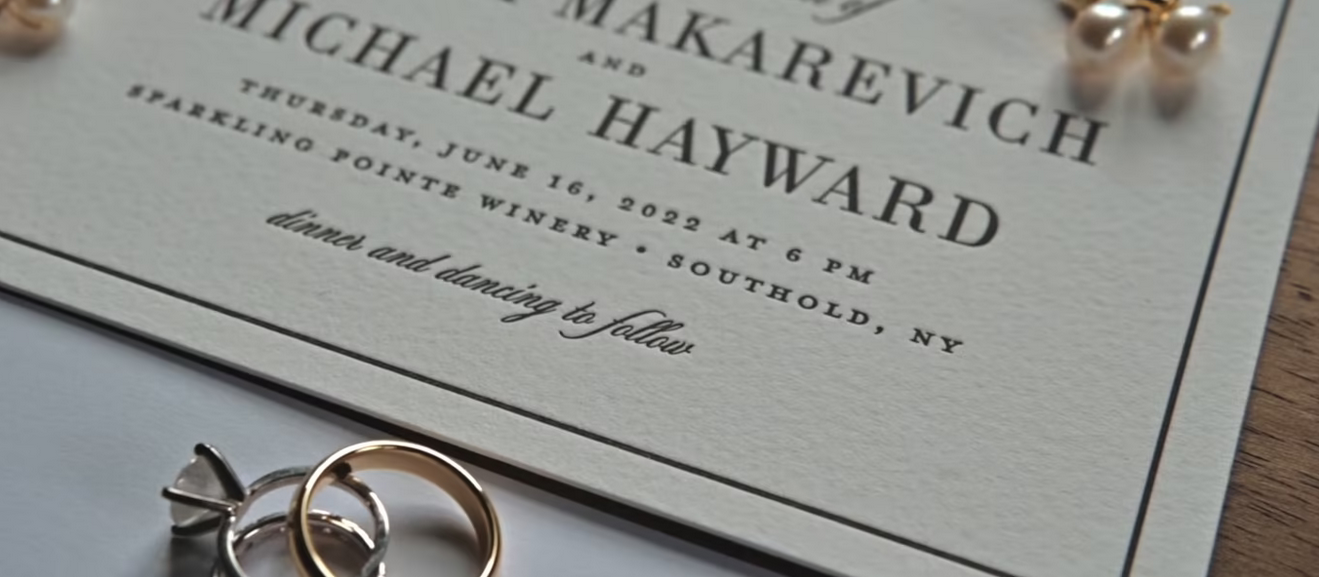 of
MAKAREVICH
AND
MICHAEL HAYWARD
THURSDAY, JUNE 16, 2022 AT 6 PM
SPARKLING POINTE WINERY • SOUTHOLD, NY
dinner and dancing to follow